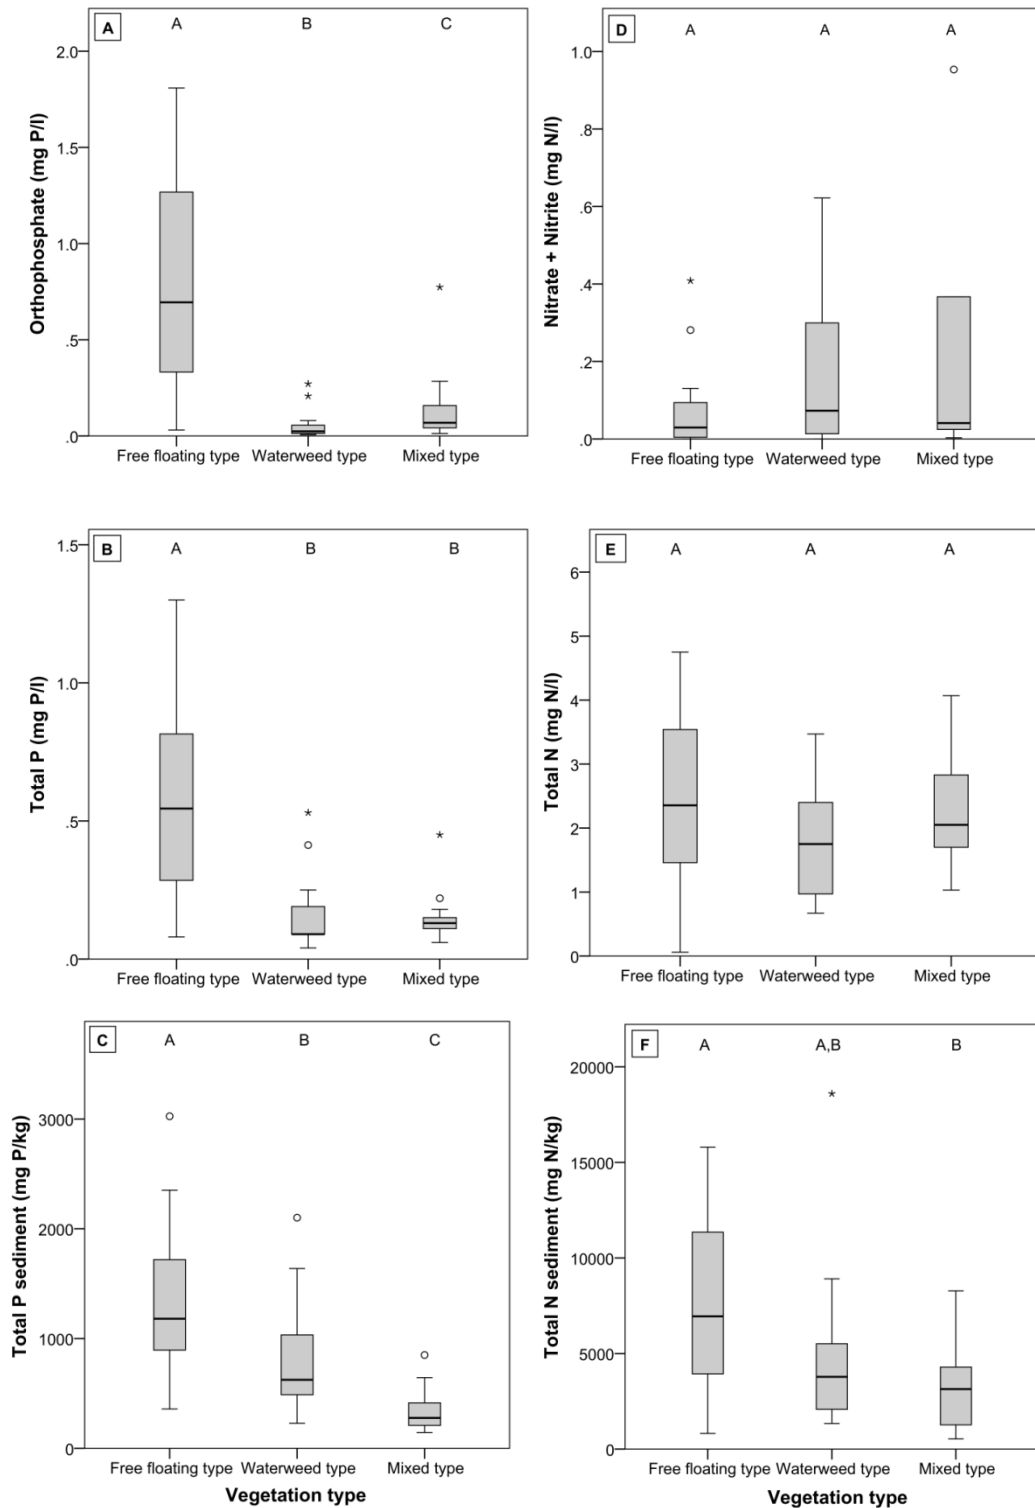 A
A B C
2.0
1.5
1.0
.5
.0
Orthophosphate (mg P/l)
Free floating type Waterweed type Mixed type
D
A A A
1.0
.8
.6
.4
.2
.0
Nitrate + Nitrite (mg N/l)
Free floating type Waterweed type Mixed type
B
A B B
1.5
1.0
.5
.0
Total P (mg P/l)
Free floating type Waterweed type Mixed type
E
A A A
6
5
4
3
2
1
0
Total N (mg N/l)
Free floating type Waterweed type Mixed type
C
A B C
3000
2000
1000
0
Total P sediment (mg P/kg)
Free floating type Waterweed type Mixed type
Vegetation type
F
A A,B B
20000
15000
10000
5000
0
Total N sediment (mg N/kg)
Free floating type Waterweed type Mixed type
Vegetation type